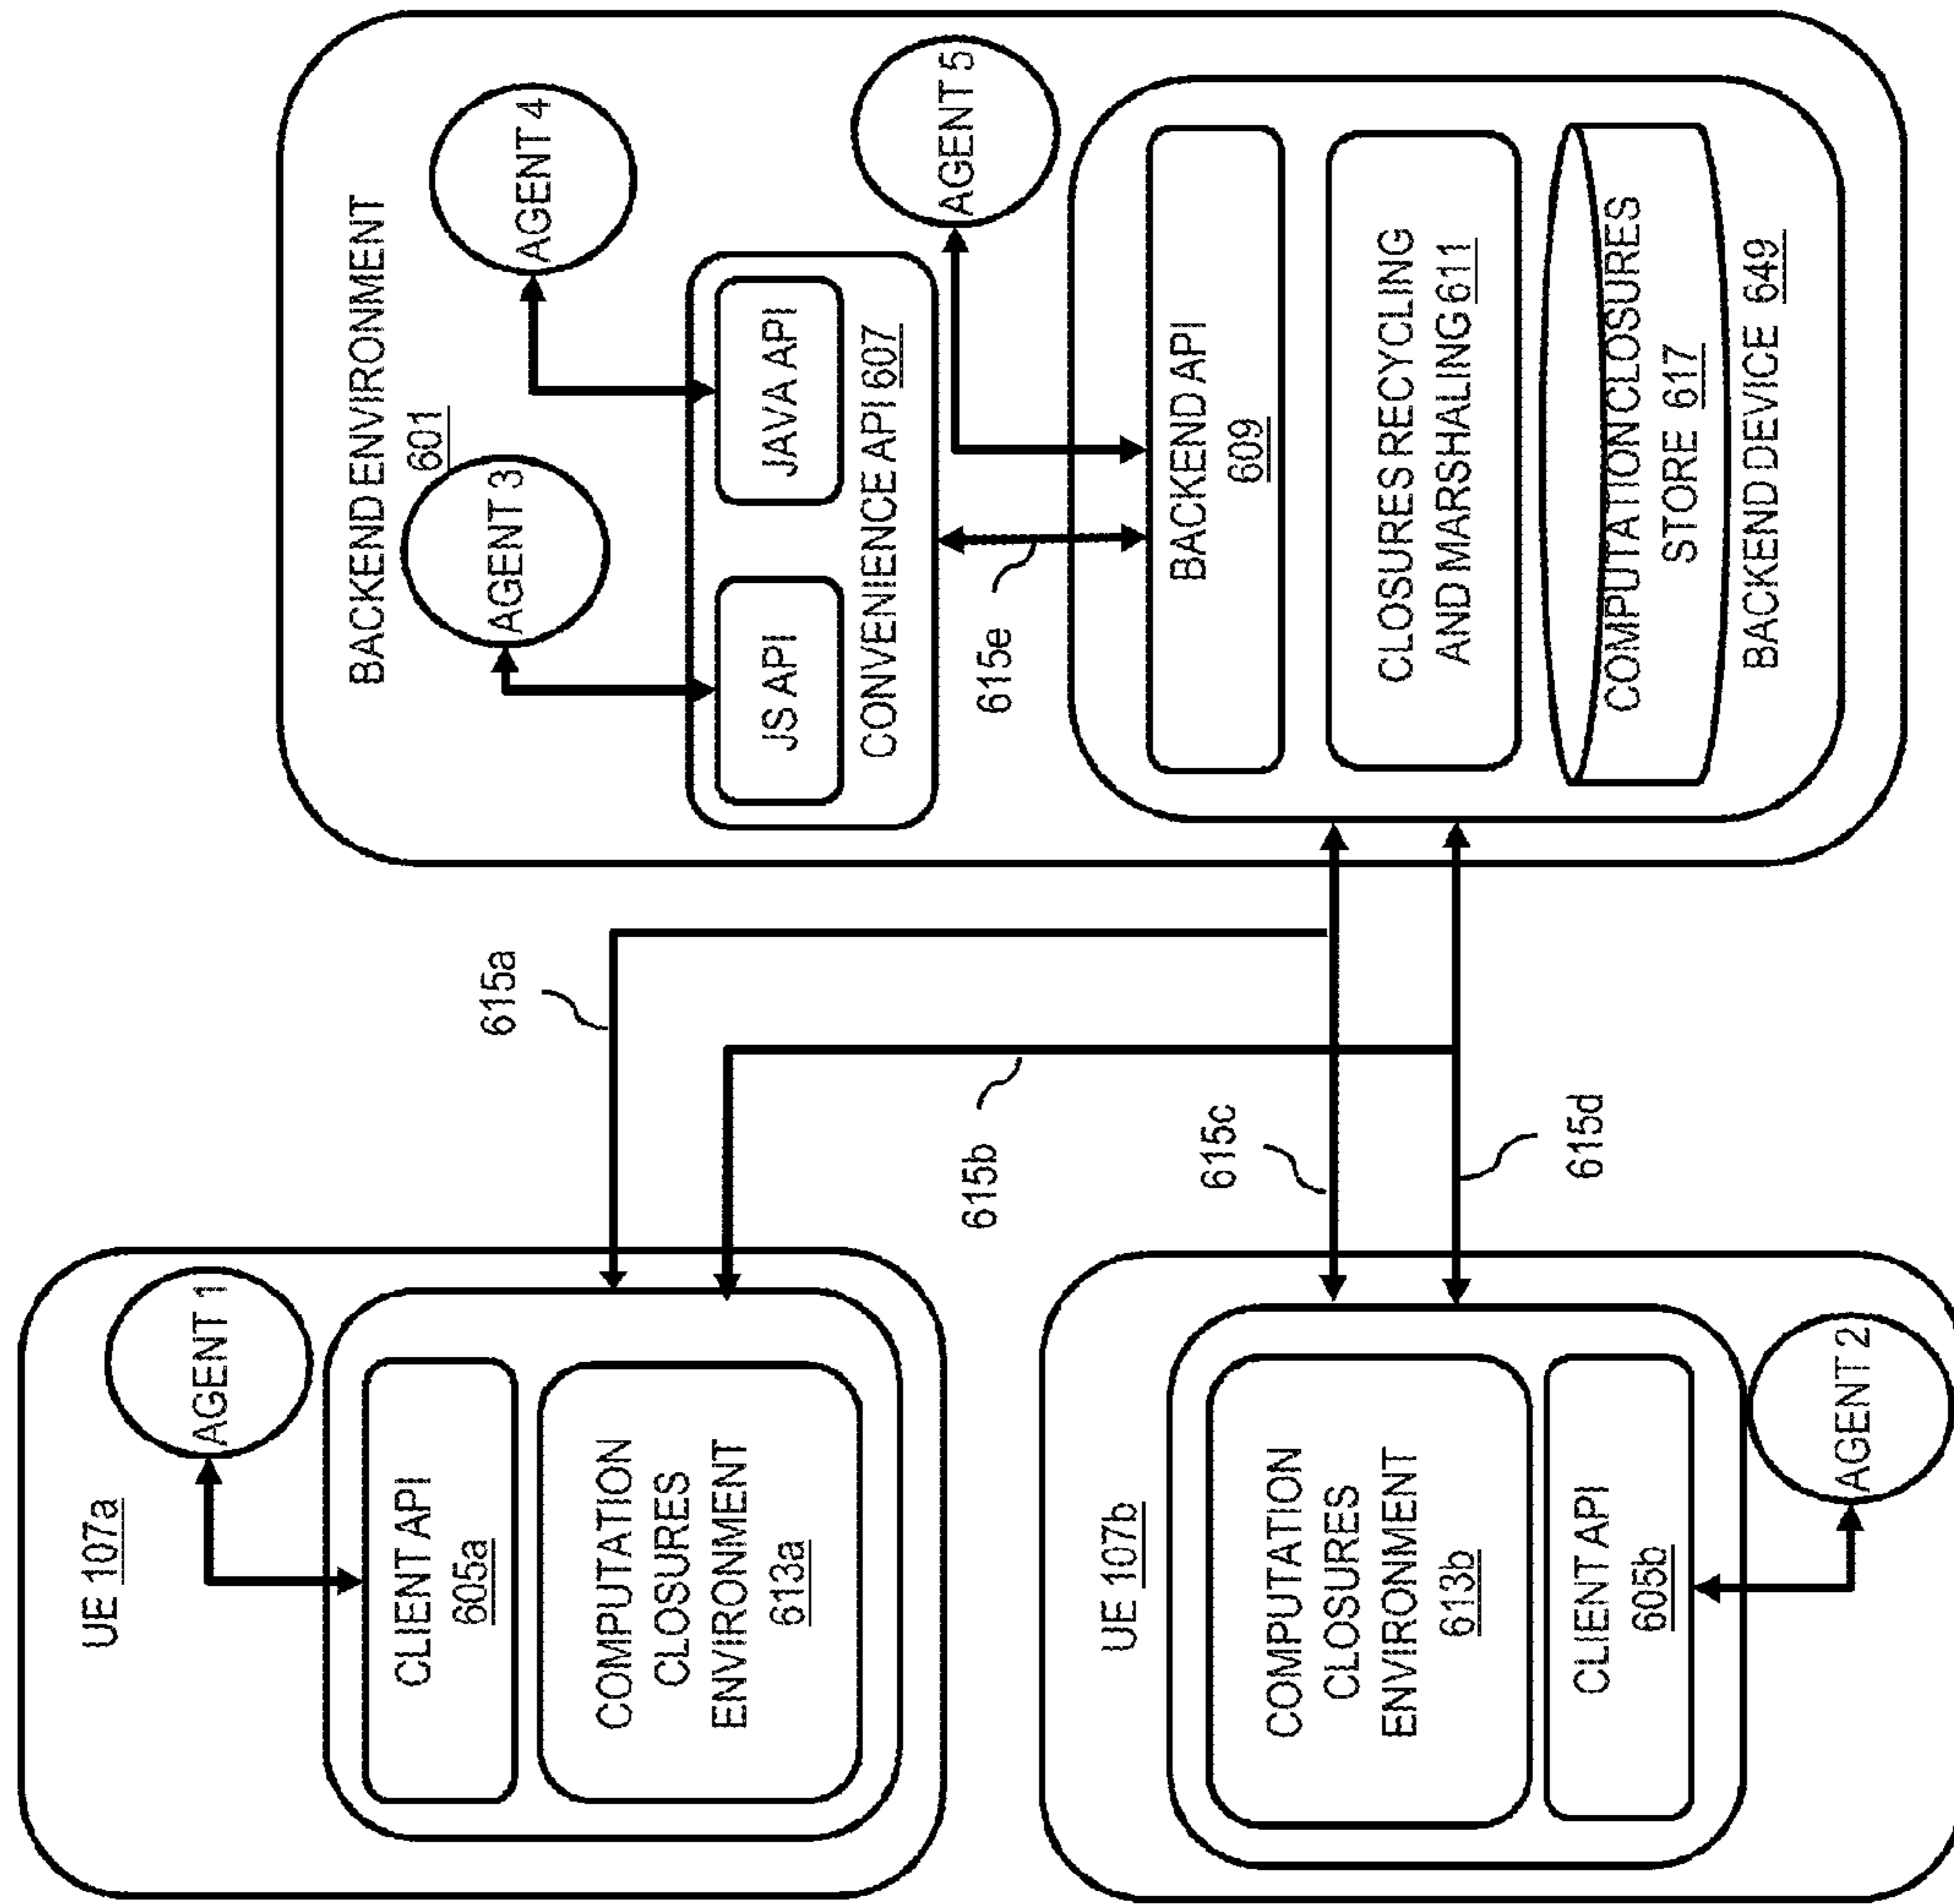 UE 107a
AGENT 1
CLIENT API
605a
COMPUTATION
CLOSURES
ENVIRONMENT
613a
UE 107b
COMPUTATION
CLOSURES
ENVIRONMENT
613b
CLIENT API
605b
AGENT 2
615a
615b
615c
615d
BACKEND ENVIRONMENT
601
AGENT 3
AGENT 4
JS API
JAVA API
CONVENIENCE API 607
AGENT 5
615e
BACKEND API
609
CLOSURES RECYCLING
AND MARSHALING 611
COMPUTATION CLOSURES
STORE 617
BACKEND DEVICE 649